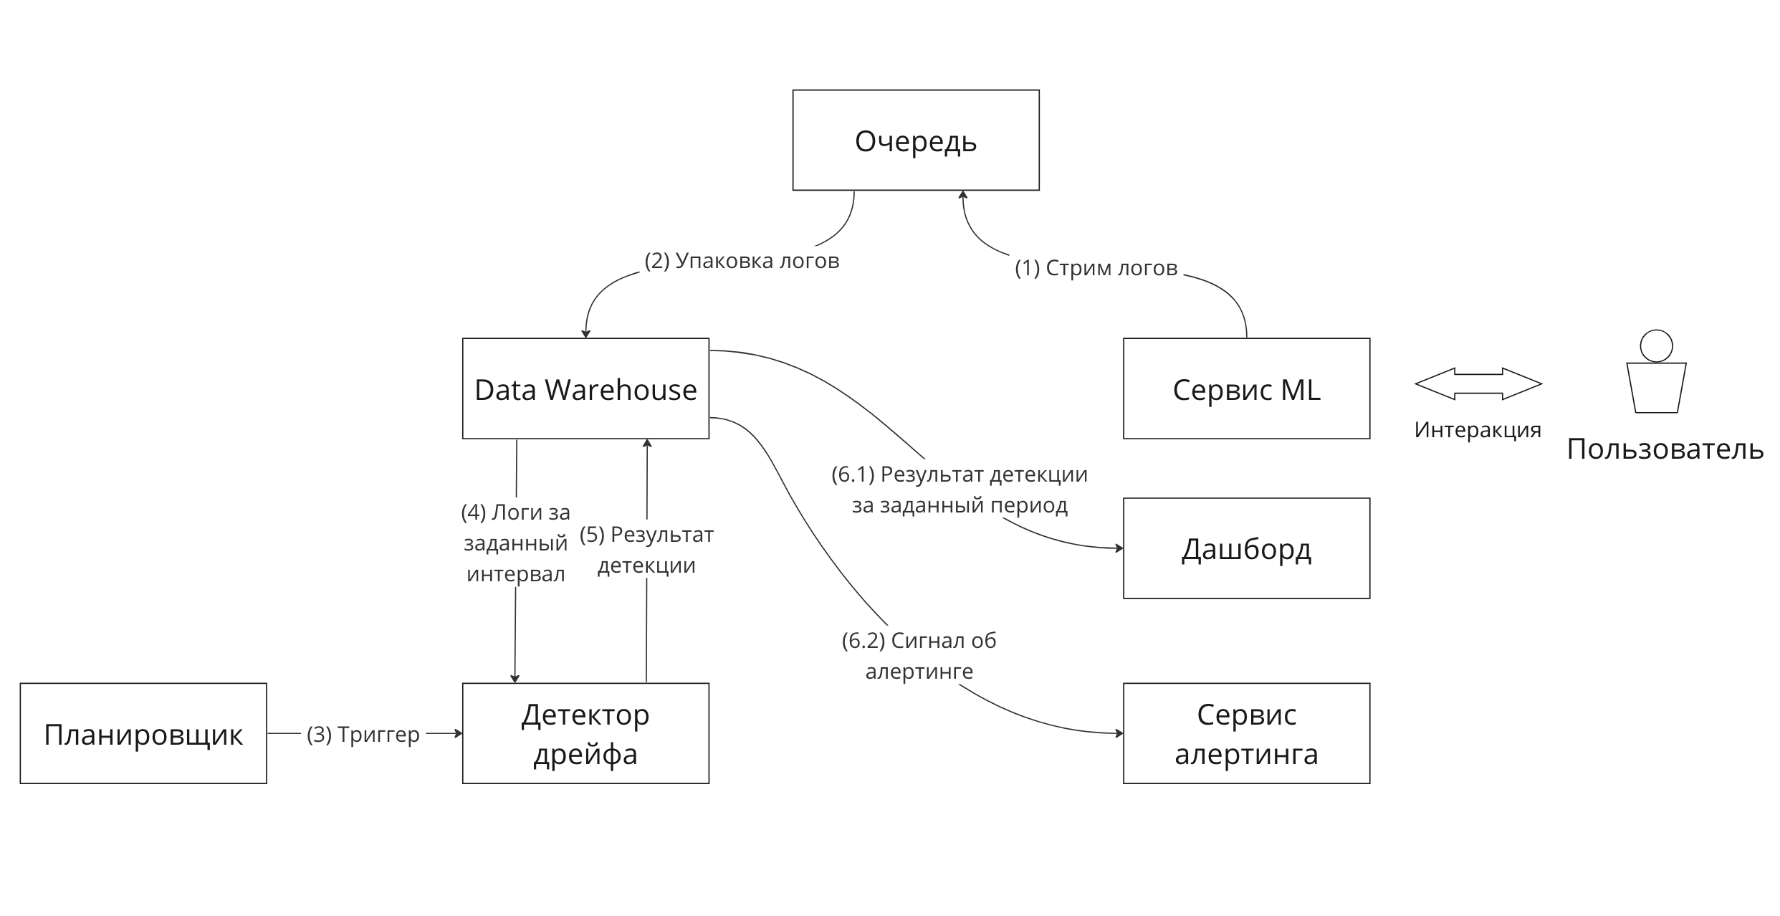 Очередь
(2) Упаковка логов
(1) Стрим логов
Data Warehouse
Сервис ML
Интеракция
Пользователь
(6.1) Результат детекции
за заданный период
(4) Логи за
заданный
интервал
(5) Результат
детекции
Дашборд
(6.2) Сигнал об
алертинге
Планировщик
(3) Триггер
Детектор
дрейфа
Сервис
алертинга